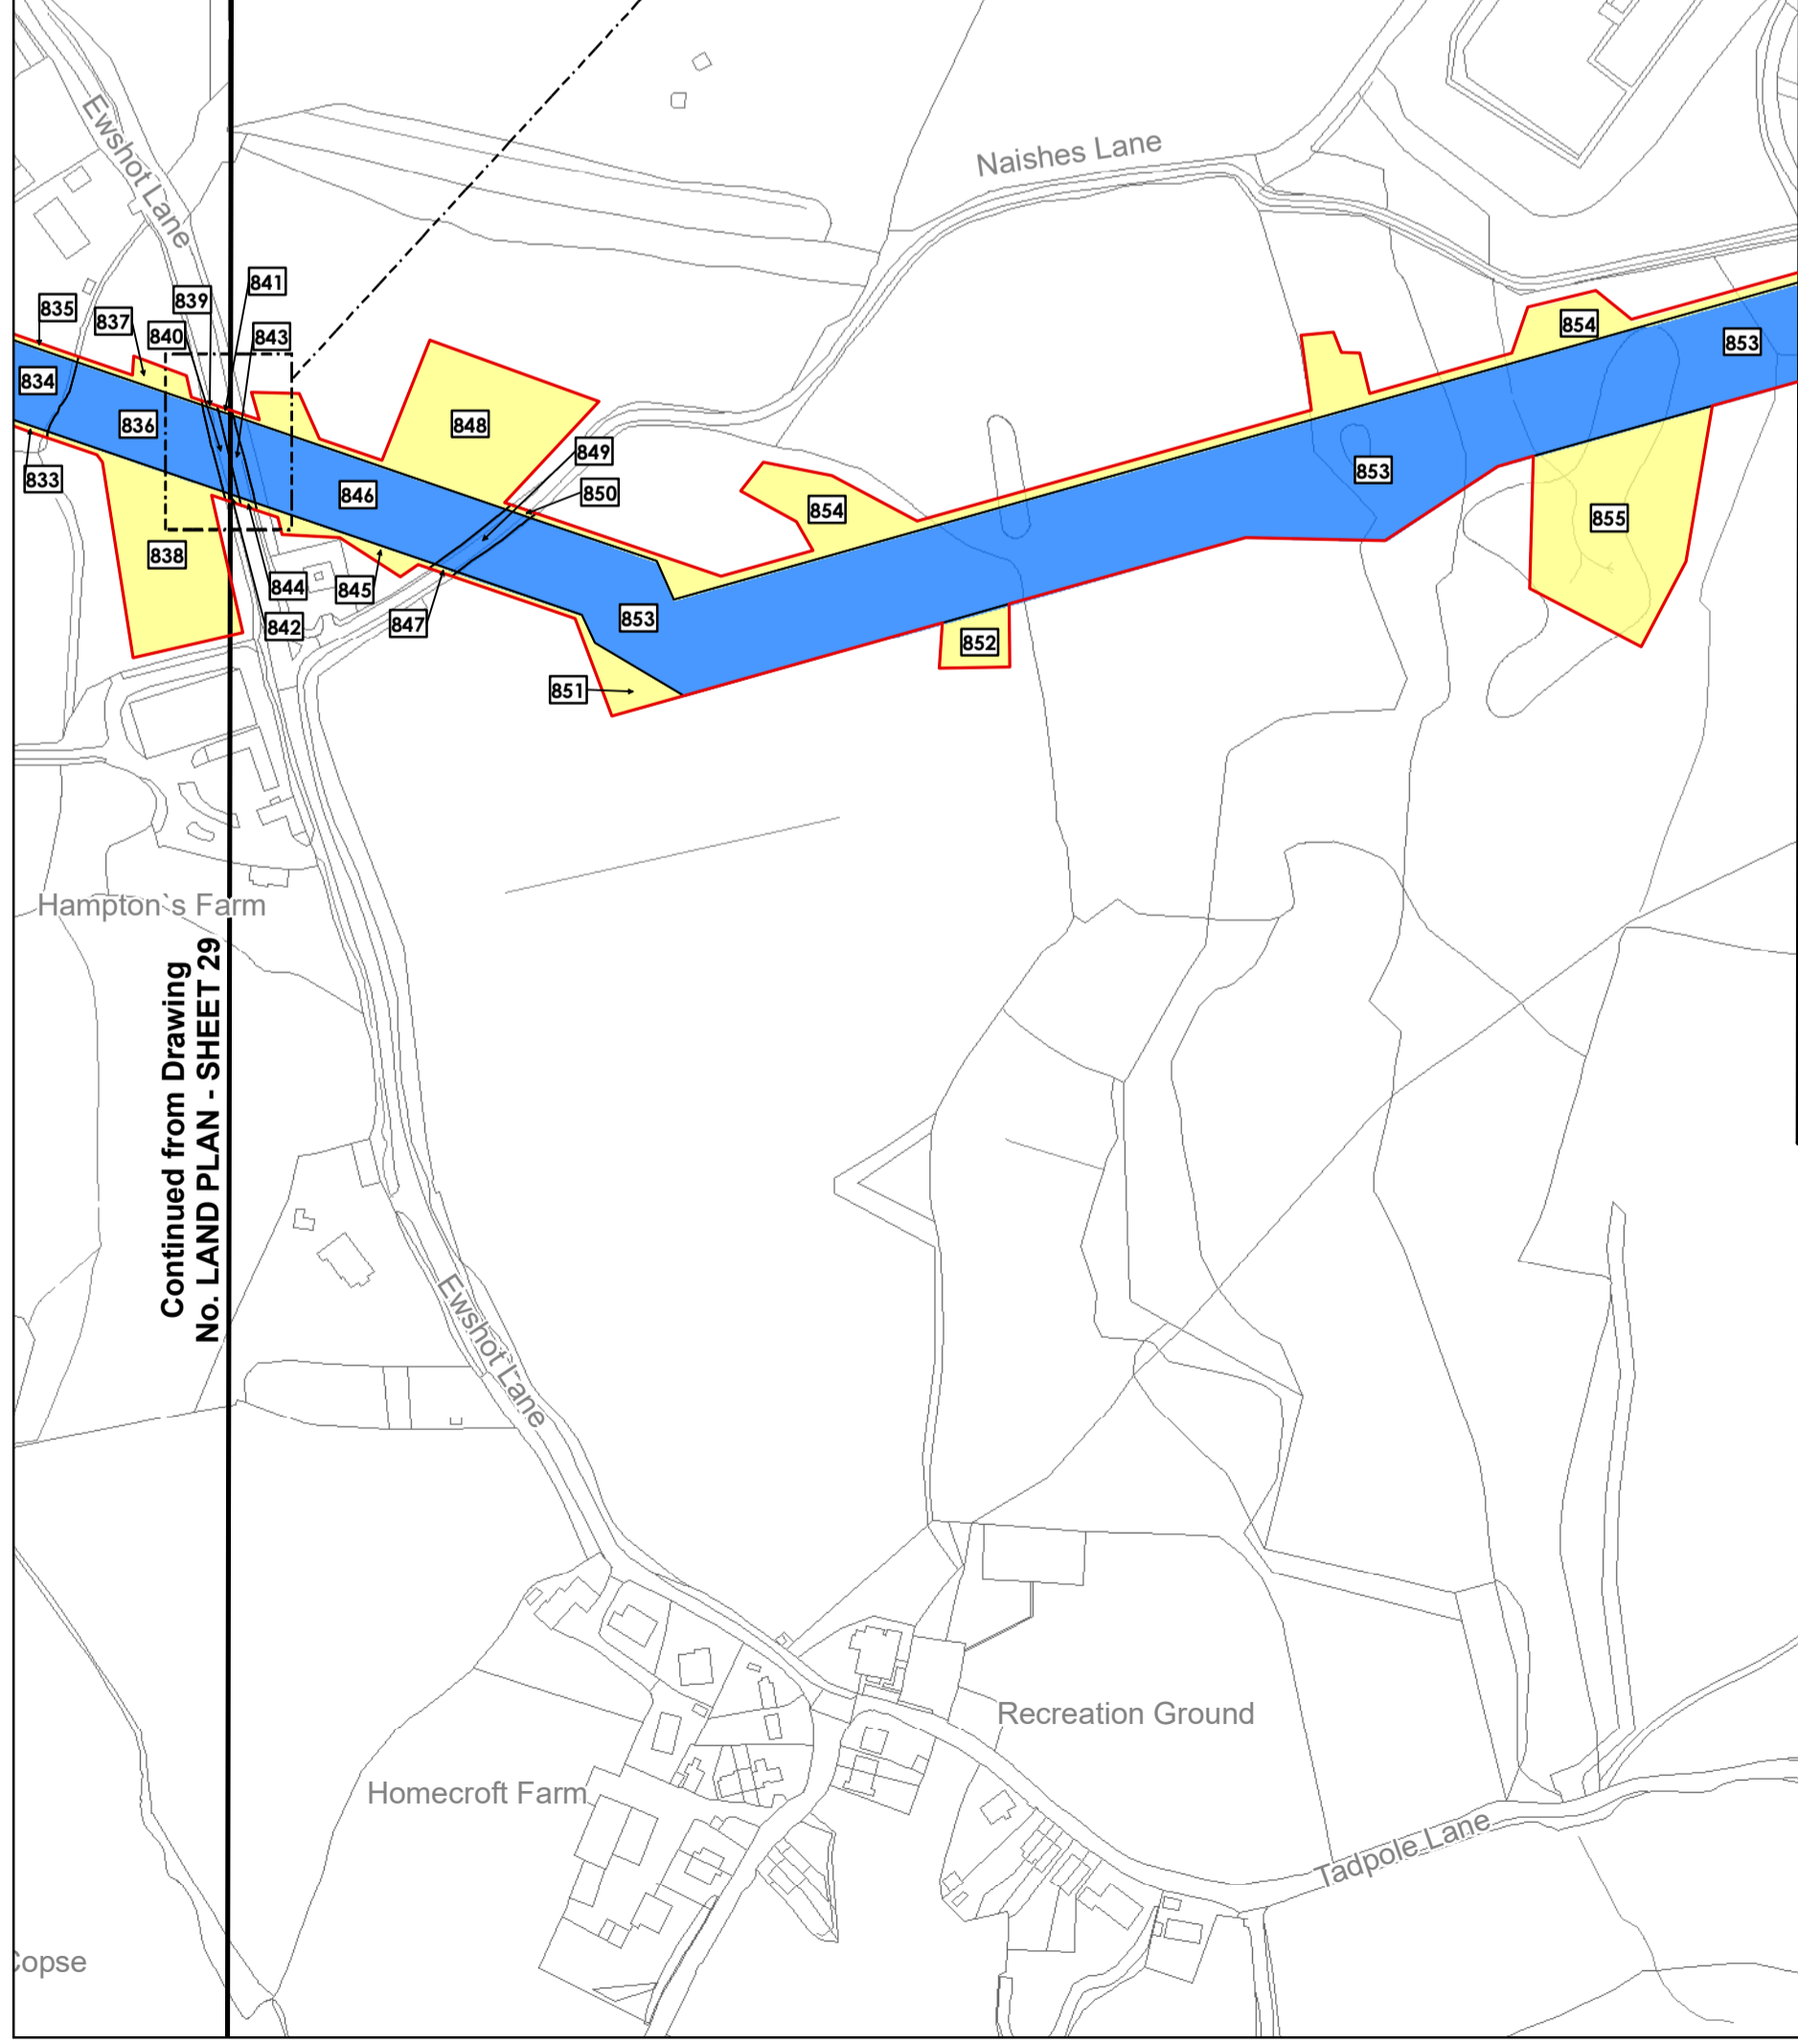 Ewshot Lane
Naishes Lane
841
839
835
837
840
843
854
853
834
836
848
849
833
846
850
853
854
855
838
844
845
842
847
853
852
851
Hampton`s Farm
Continued from Drawing
No. LAND PLAN - SHEET 29
Ewshot Lane
Recreation Ground
Homecroft Farm
Tadpole Lane
Copse